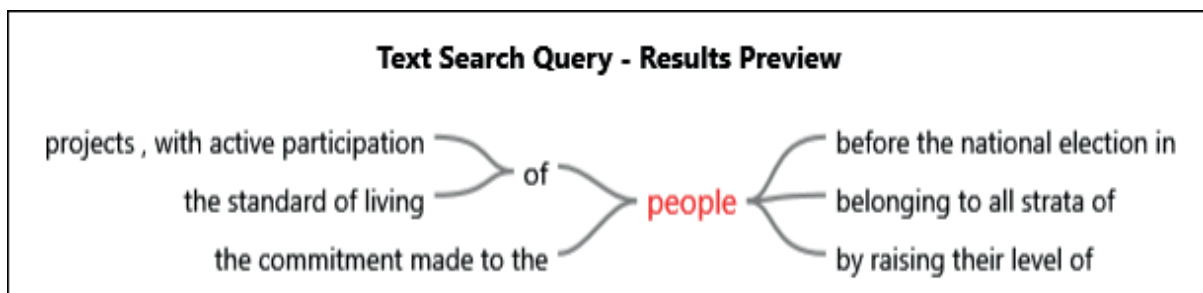 Text Search Query - Results Preview
projects , with active participation
the standard of living
of
the commitment made to the
people
before the national election in
belonging to all strata of
by raising their level of